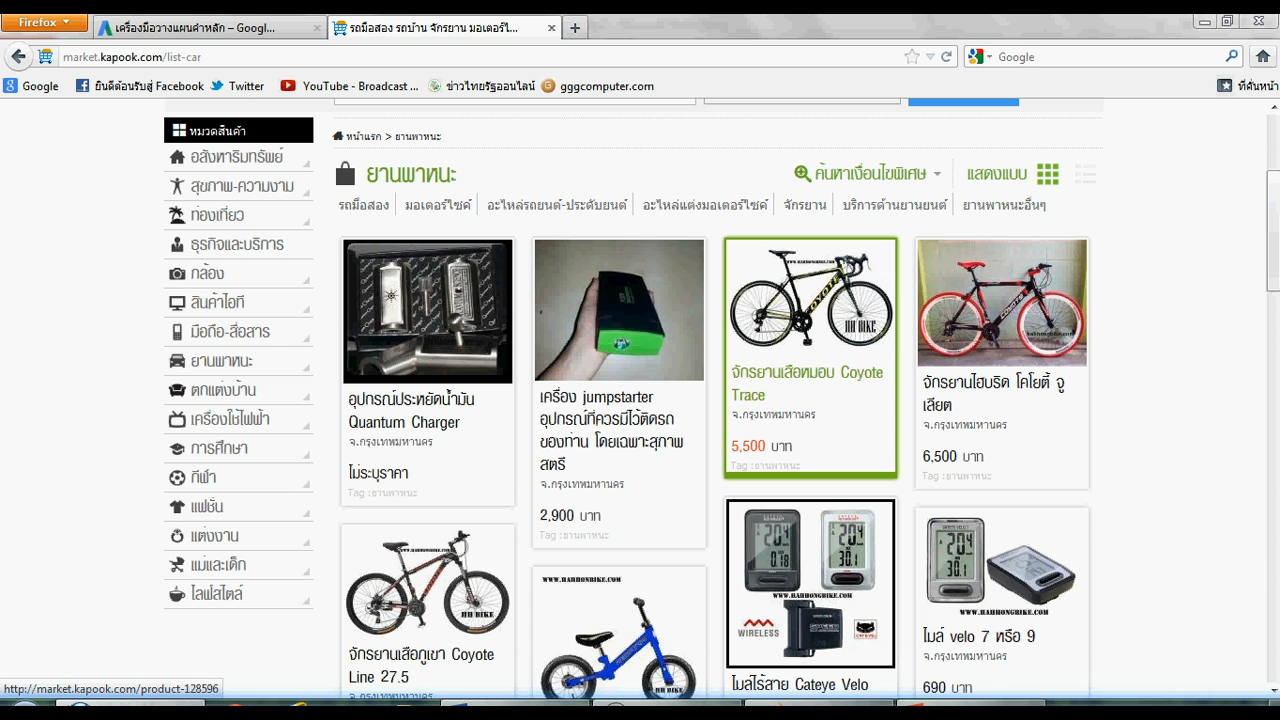 Firefox
เครื่องมือวางแผนคำหลัก – Googl...
รถมือสอง รถบ้าน จักรยาน มอเตอร์ไ...
market.kapook.com/list-car
Google
Google
ยินดีต้อนรับสู่ Facebook
Twitter
YouTube - Broadcast ...
ข่าวไทยรัฐออนไลน์
gggcomputer.com
ที่คั่นหน้า
หมวดสินค้า
อสังหาริมทรัพย์
สุขภาพ-ความงาม
ท่องเที่ยว
ธุรกิจและบริการ
กล้อง
สินค้าไอที
มือถือ-สื่อสาร
ยานพาหนะ
ตกแต่งบ้าน
เครื่องใช้ไฟฟ้า
การศึกษา
กีฬา
แฟชั่น
แต่งงาน
แม่และเด็ก
ไลฟ์สไตล์
หน้าแรก > ยานพาหนะ
ยานพาหนะ
ค้นหาเงื่อนไขพิเศษ
แสดงแบบ
รถมือสอง
มอเตอร์ไซค์
อะไหล่รถยนต์-ประดับยนต์
อะไหล่แต่งมอเตอร์ไซค์
จักรยาน
บริการด้านยานยนต์
ยานพาหนะอื่นๆ
อุปกรณ์ประหยัดน้ำมัน
Quantum Charger
จ.กรุงเทพมหานคร
ไม่ระบุราคา
Tag :ยานพาหนะ
เครื่อง jumpstarter
อุปกรณ์ที่ควรมีไว้ติดรถ
ของท่าน โดยเฉพาะสุภาพ
สตรี
จ.กรุงเทพมหานคร
2,900 บาท
Tag :ยานพาหนะ
WWW.HAHHONGBIKE.COM
COYOTE
HH BIKE
จักรยานเสือหมอบ Coyote
Trace
จ.กรุงเทพมหานคร
5,500 บาท
Tag :ยานพาหนะ
จักรยานไฮบริด โคโยตี้ จู
เลียต
จ.กรุงเทพมหานคร
6,500 บาท
Tag :ยานพาหนะ
WWW.HAHHONGBIKE.COM
HH BIKE
จักรยานเสือภูเขา Coyote
Line 27.5
จ.กรุงเทพมหานคร
WWW.HAHHONGBIKE.COM
HH BIKE
WWW.HAHHONGBIKE.COM
WIRELESS
SPEED
CATEYE
ไมล์ไร้สาย Cateye Velo
WWW.HAHHONGBIKE.COM
ไมล์ velo 7 หรือ 9
จ.กรุงเทพมหานคร
690 บาท
http://market.kapook.com/product-128596